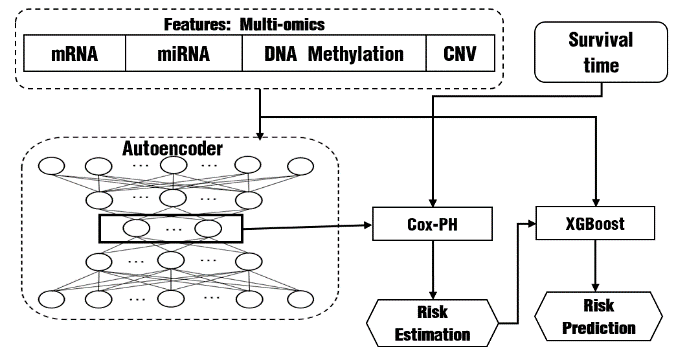 Features: Multi-omics
mRNA
miRNA
DNA Methylation
CNV
Survival
time
Autoencoder
...
...
...
...
...
...
...
...
...
Cox-PH
XGBoost
Risk
Estimation
Risk
Prediction